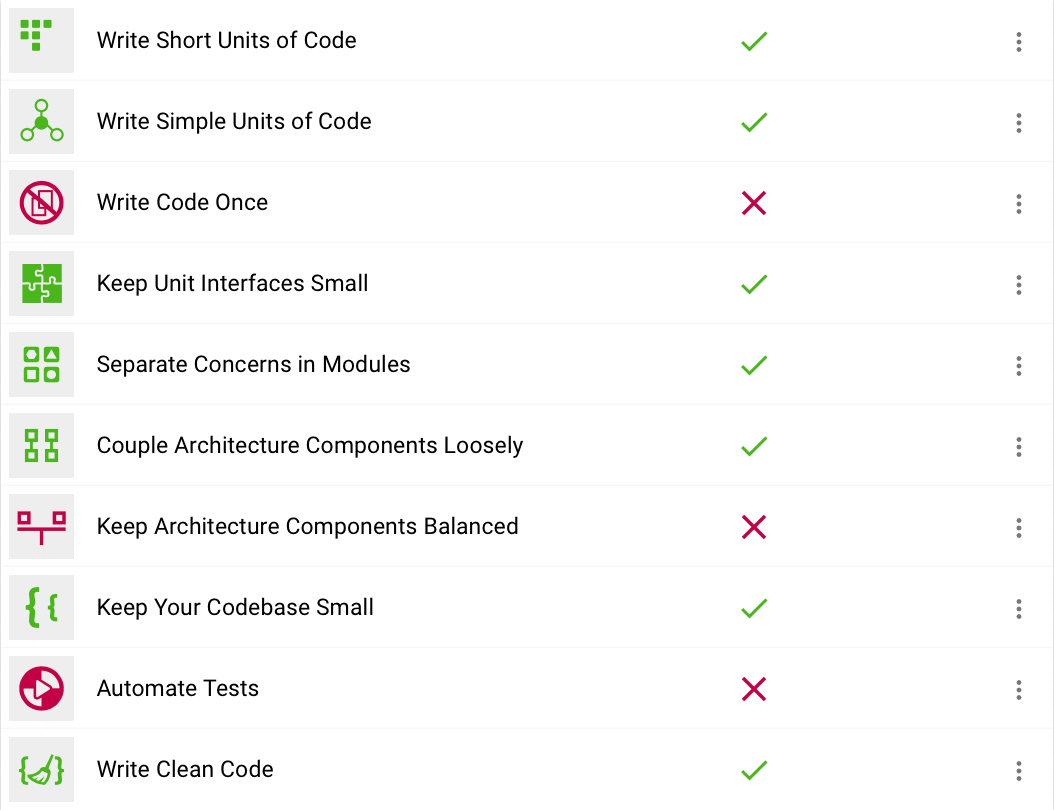 Write Short Units of Code
Write Simple Units of Code
Write Code Once
Keep Unit Interfaces Small
Separate Concerns in Modules
Couple Architecture Components Loosely
Keep Architecture Components Balanced
Keep Your Codebase Small
Automate Tests
Write Clean Code